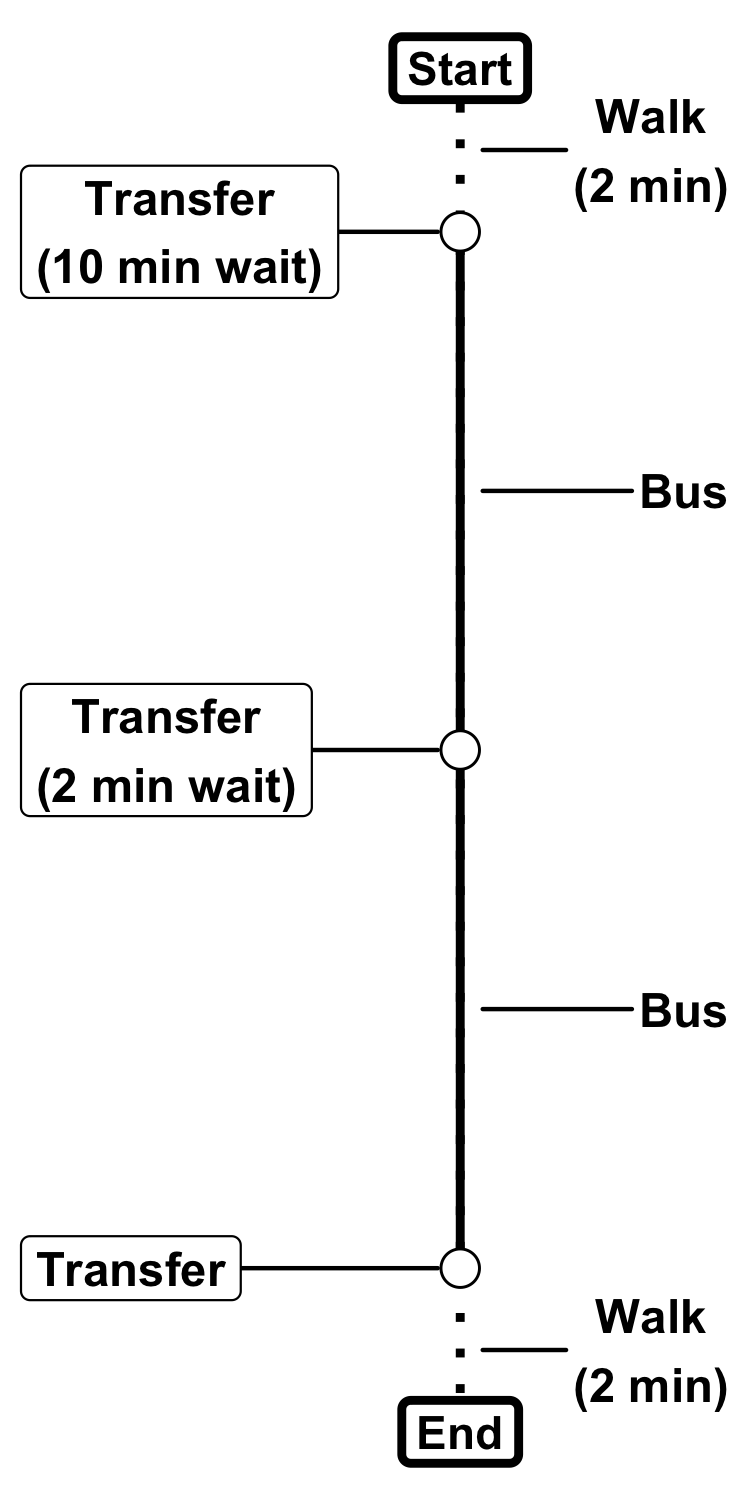 Start
Walk
(2 min)
Transfer
(10 min wait)
Bus
Transfer
(2 min wait)
Bus
Transfer
Walk
(2 min)
End